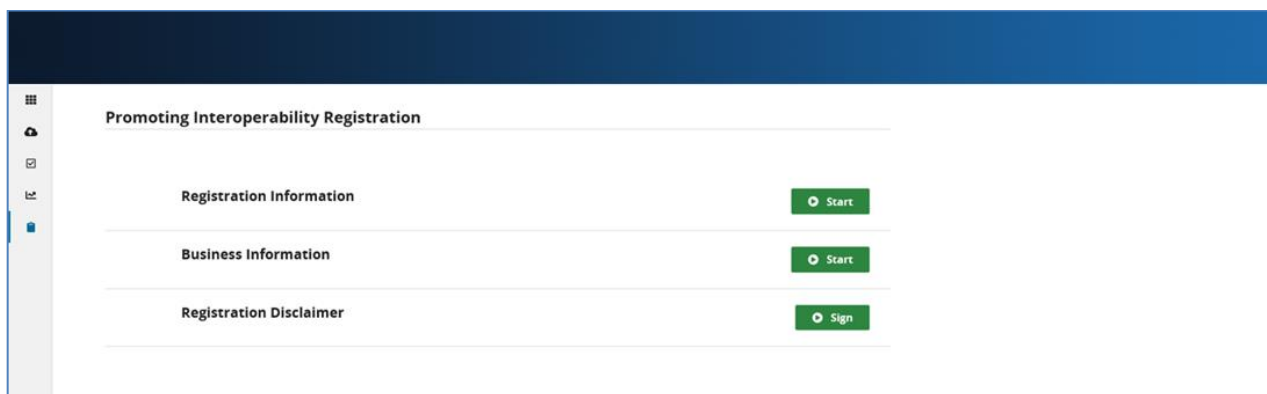 Promoting Interoperability Registration
Registration Information
Start
Business Information
Start
Registration Disclaimer
Sign